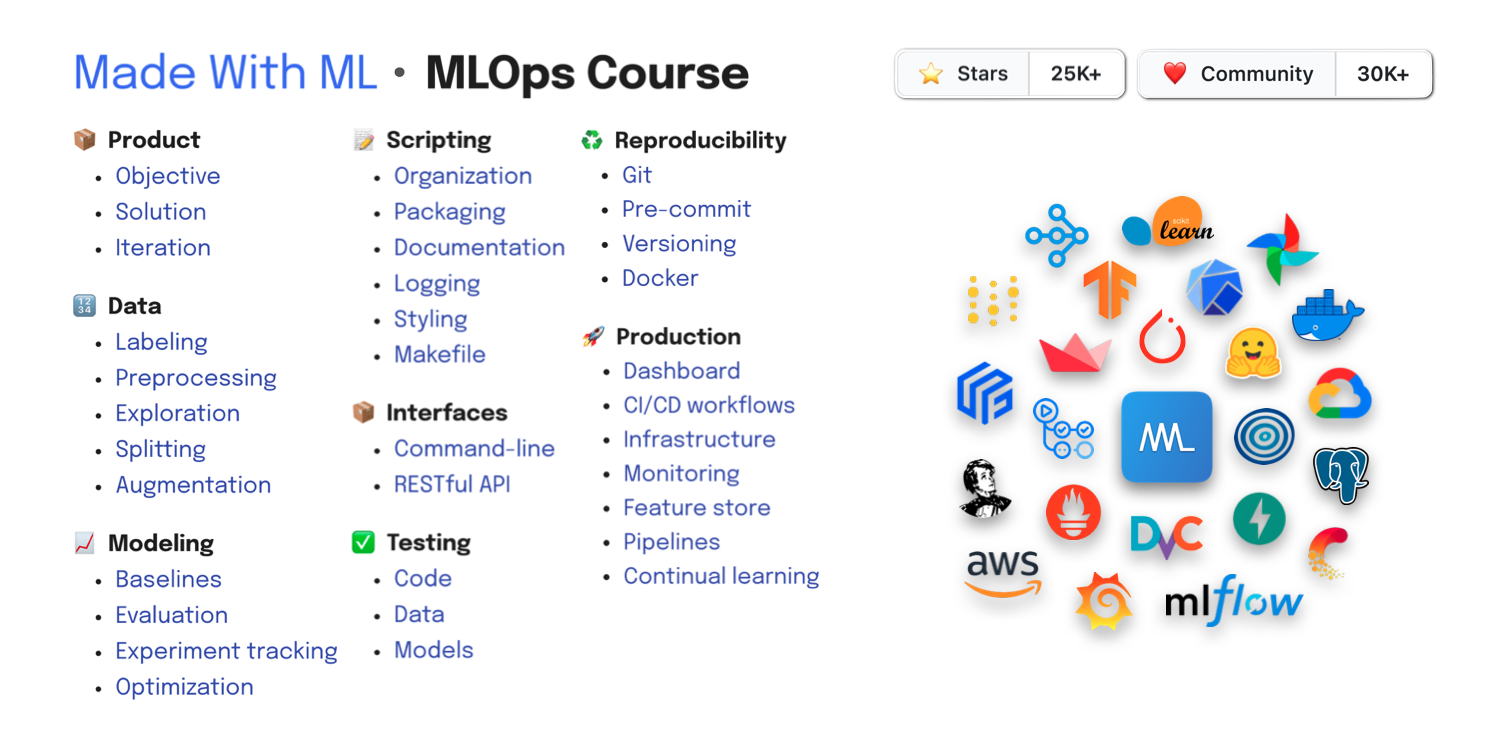 Made With ML • MLOps Course
Stars 25K+
Community 30K+
Product
• Objective
• Solution
• Iteration
1234
Data
• Labeling
• Preprocessing
• Exploration
• Splitting
• Augmentation
Modeling
• Baselines
• Evaluation
• Experiment tracking
• Optimization
Scripting
• Organization
• Packaging
• Documentation
• Logging
• Styling
• Makefile
Interfaces
• Command-line
• RESTful API
Testing
• Code
• Data
• Models
Reproducibility
• Git
• Pre-commit
• Versioning
• Docker
Production
• Dashboard
• CI/CD workflows
• Infrastructure
• Monitoring
• Feature store
• Pipelines
• Continual learning
scikit
learn
ML
DVC
aws
mlflow